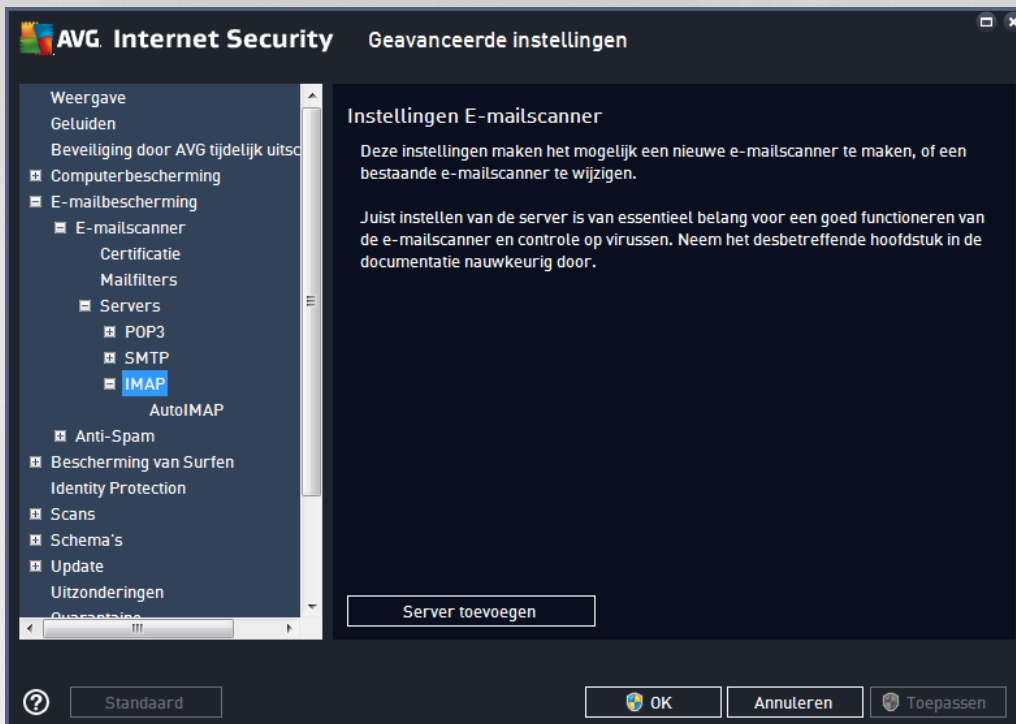 AVG. Internet Security Geavanceerde instellingen
Weergave
Geluiden
Beveiliging door AVG tijdelijk uitsc
Computerbescherming
E-mailbescherming
E-mailscanner
Certificatie
Mailfilters
Servers
POP3
SMTP
IMAP
AutoIMAP
Anti-Spam
Bescherming van Surfen
Identity Protection
Scans
Schema's
Update
Uitzonderingen
Quarantaine
Instellingen E-mailscanner
Deze instellingen maken het mogelijk een nieuwe e-mailscanner te maken, of een
bestaande e-mailscanner te wijzigen.
Juist instellen van de server is van essentieel belang voor een goed functioneren van
de e-mailscanner en controle op virussen. Neem het desbetreffende hoofdstuk in de
documentatie nauwkeurig door.
Server toevoegen
Standaard
OK
Annuleren
Toepassen